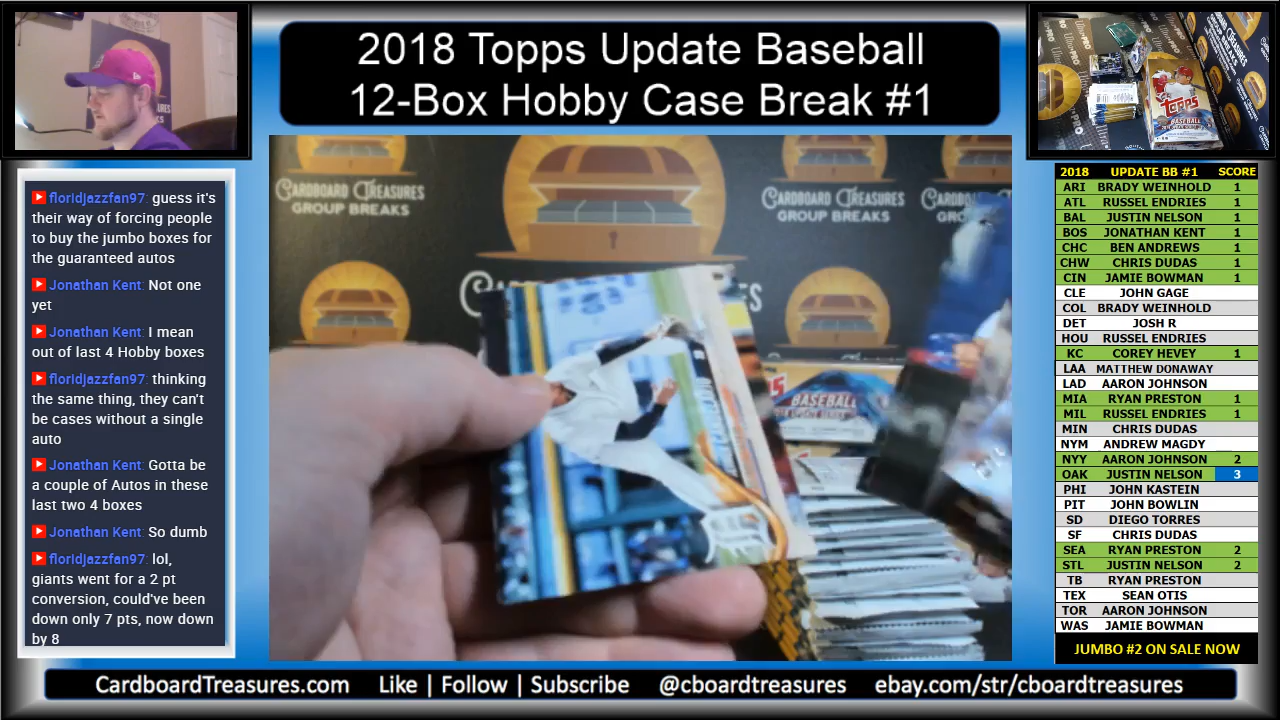 2018 Topps Update Baseball
12-Box Hobby Case Break #1
floridjazzfan97: guess it's
their way of forcing people
to buy the jumbo boxes for
the guaranteed autos
Jonathan Kent: Not one
yet
Jonathan Kent: I mean
out of last 4 Hobby boxes
floridjazzfan97: thinking
the same thing, they can't
be cases without a single
auto
Jonathan Kent: Gotta be
a couple of Autos in these
last two 4 boxes
Jonathan Kent: So dumb
floridjazzfan97: lol,
giants went for a 2 pt
conversion, could've been
down only 7 pts, now down
by 8
CARDBOARD TREASURES
GROUP BREAKS
CARDBOARD TREASURES
GROUP BREAKS
BASEBALL
TOPPS
BASEBALL
2018 UPDATE BB #1 SCORE
ARI BRADY WEINHOLD 1
ATL RUSSEL ENDRIES 1
BAL JUSTIN NELSON 1
BOS JONATHAN KENT 1
CHC BEN ANDREWS 1
CHW CHRIS DUDAS 1
CIN JAMIE BOWMAN 1
CLE JOHN GAGE
COL BRADY WEINHOLD
DET JOSH R
HOU RUSSEL ENDRIES
KC COREY HEVEY 1
LAA MATTHEW DONAWAY
LAD AARON JOHNSON
MIA RYAN PRESTON 1
MIL RUSSEL ENDRIES 1
MIN CHRIS DUDAS
NYM ANDREW MAGDY
NYY AARON JOHNSON 2
OAK JUSTIN NELSON 3
PHI JOHN KASTEIN
PIT JOHN BOWLIN
SD DIEGO TORRES
SF CHRIS DUDAS
SEA RYAN PRESTON 2
STL JUSTIN NELSON 2
TB RYAN PRESTON
TEX SEAN OTIS
TOR AARON JOHNSON
WAS JAMIE BOWMAN
JUMBO #2 ON SALE NOW
CardboardTreasures.com Like | Follow | Subscribe @cboardtreasures ebay.com/str/cboardtreasures